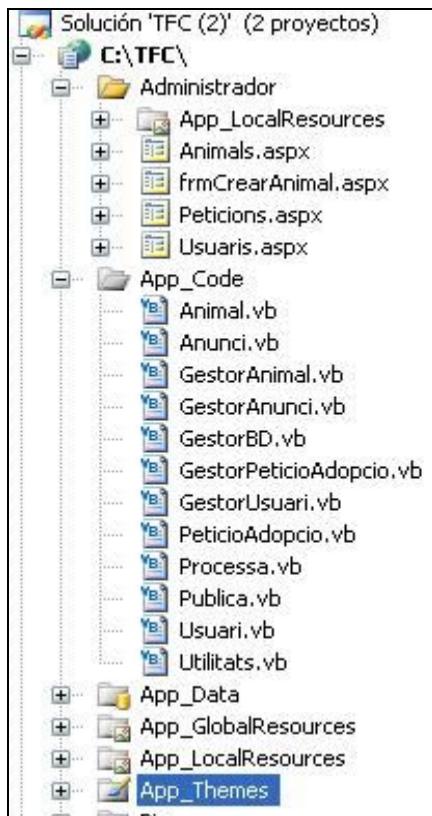 Solución 'TFC (2)' (2 proyectos)
C:\TFC\
Administrador
App_LocalResources
Animals.aspx
frmCrearAnimal.aspx
Peticions.aspx
Usuaris.aspx
App_Code
Animal.vb
Anunci.vb
GestorAnimal.vb
GestorAnunci.vb
GestorBD.vb
GestorPeticioAdopcio.vb
GestorUsuari.vb
PeticioAdopcio.vb
Processa.vb
Publica.vb
Usuari.vb
Utilitats.vb
App_Data
App_GlobalResources
App_LocalResources
App_Themes